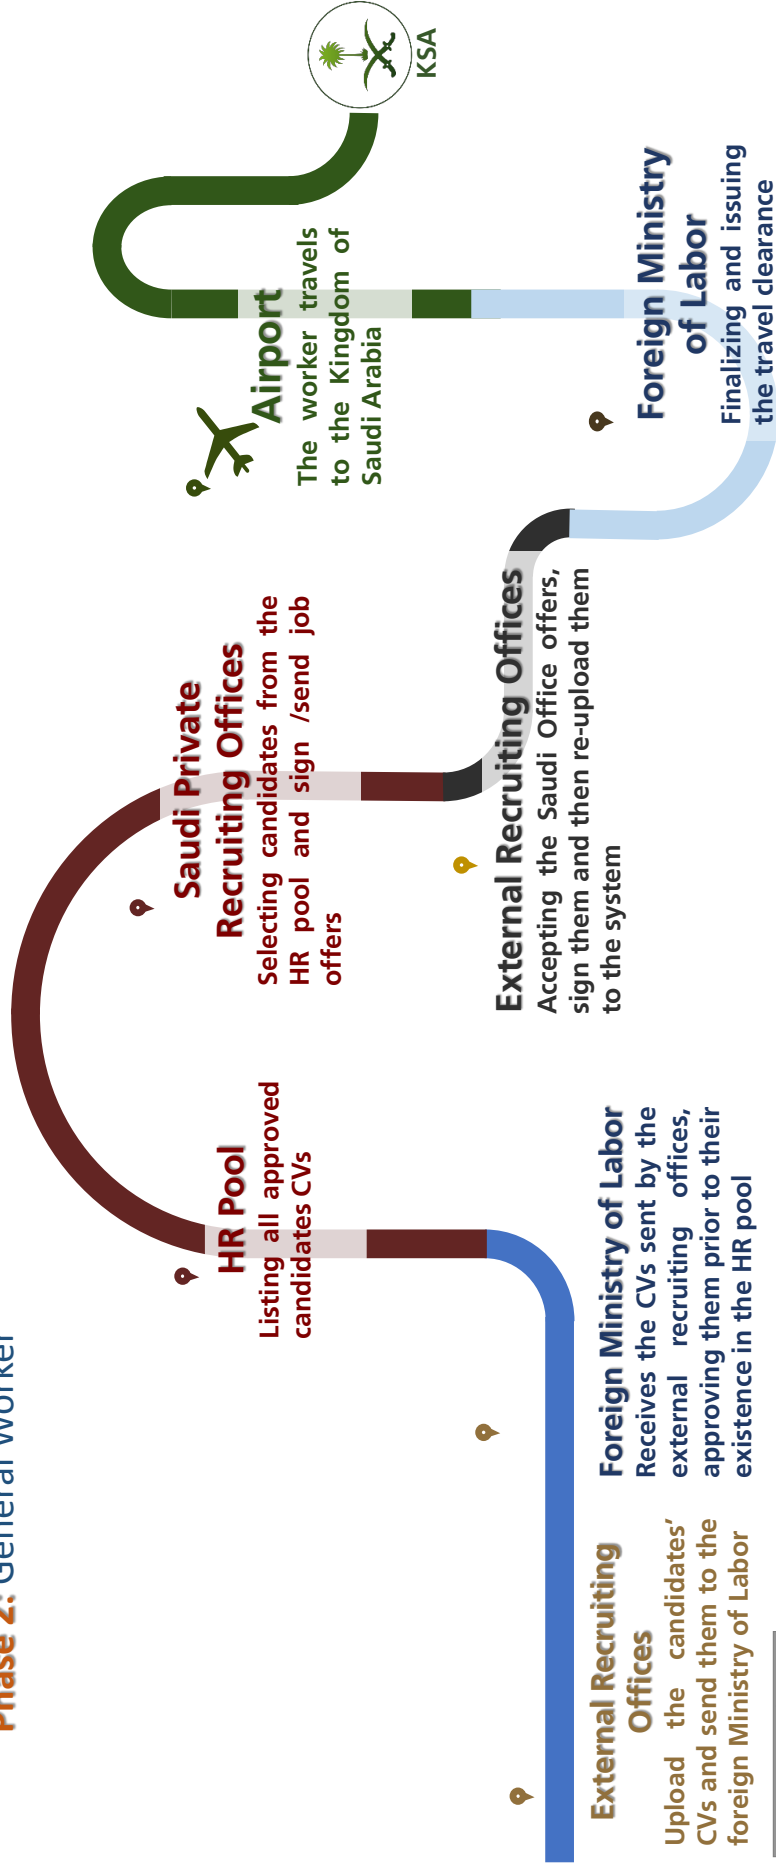 Phase 2: General Worker
External Recruiting
Offices
Upload the candidates’
CVs and send them to the
foreign Ministry of Labor
Foreign Ministry of Labor
Receives the CVs sent by the
external recruiting offices,
approving them prior to their
existence in the HR pool
HR Pool
Listing all approved
candidates CVs
Saudi Private
Recruiting Offices
Selecting candidates from the
HR pool and sign /send job
offers
External Recruiting Offices
Accepting the Saudi Office offers,
sign them and then re-upload them
to the system
Foreign Ministry
of Labor
Finalizing and issuing
the travel clearance
Airport
The worker travels
to the Kingdom of
Saudi Arabia
KSA